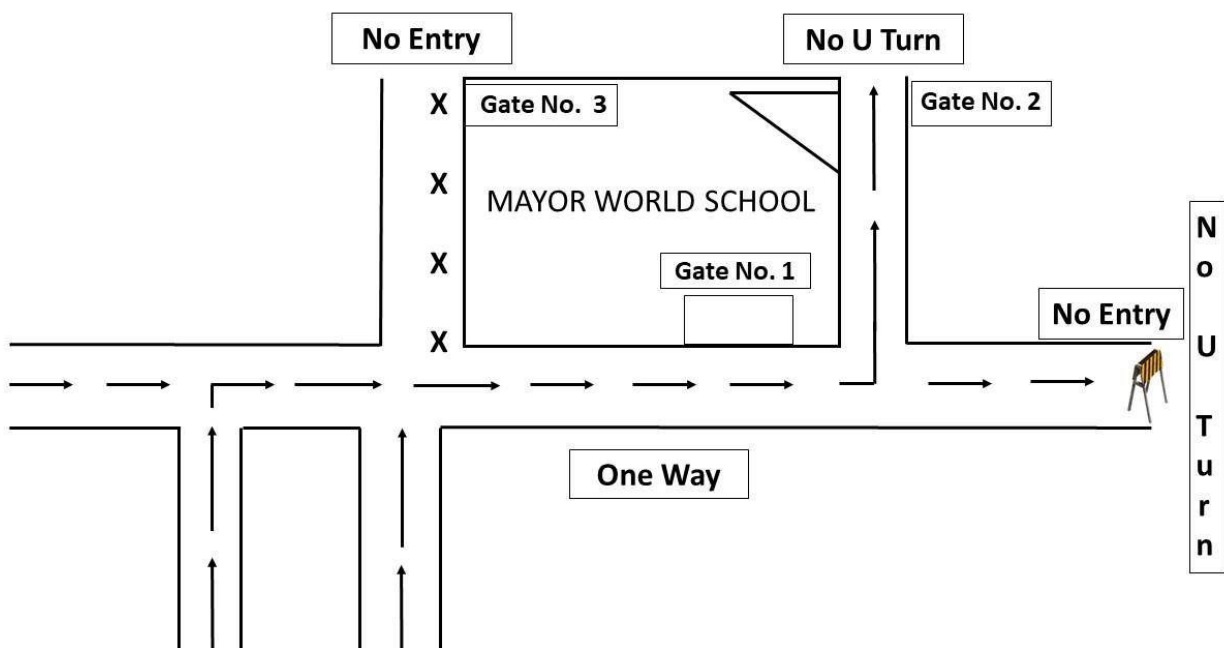 No Entry
No U Turn
X
Gate No. 3
Gate No. 2
X
MAYOR WORLD SCHOOL
X
Gate No. 1
No Entry
X
No U Turn
One Way